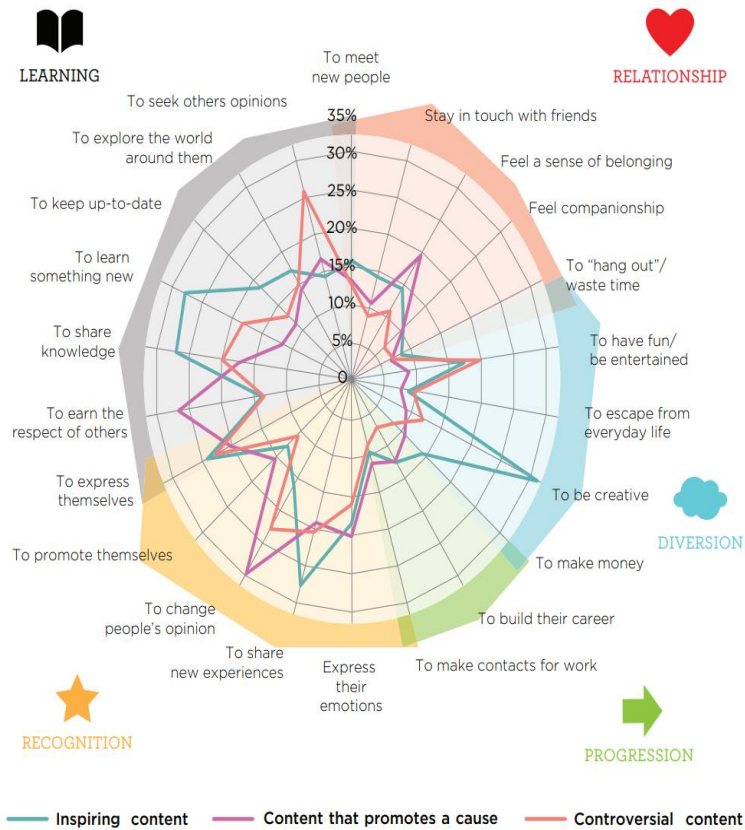 LEARNING
RELATIONSHIP
To meet
new people
To seek others opinions
Stay in touch with friends
To explore the world
around them
Feel a sense of belonging
To keep up-to-date
Feel companionship
To learn
something new
To “hang out”/
waste time
To share
knowledge
To have fun/
be entertained
To earn the
respect of others
To escape from
everyday life
To express
themselves
To be creative
DIVERSION
To promote themselves
To make money
To change
people’s opinion
To build their career
To share
new experiences
Express
their
emotions
To make contacts for work
35%
30%
25%
20%
15%
10%
5%
0
RECOGNITION
PROGRESSION
Inspiring content
Content that promotes a cause
Controversial content